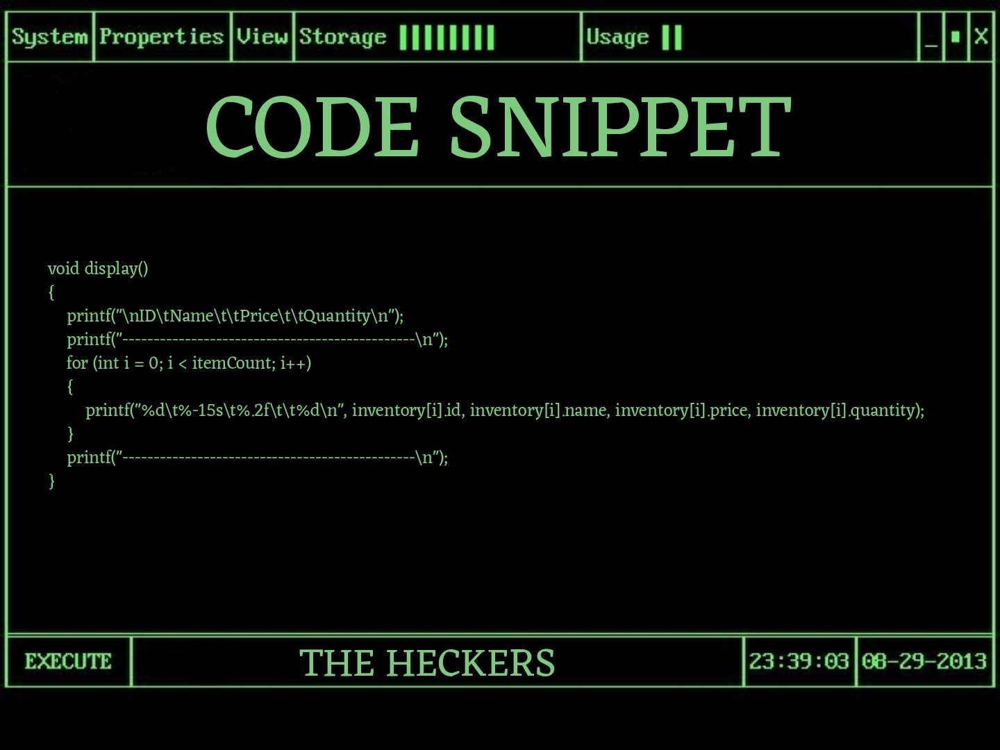 System Properties View Storage Usage _ X
CODE SNIPPET
void display()
{
    printf("\nID\tName\t\tPrice\t\tQuantity\n");
    printf("-----------------------------------------------\n");
    for (int i = 0; i < itemCount; i++)
    {
        printf("%d\t%-15s\t%.2f\t\t%d\n", inventory[i].id, inventory[i].name, inventory[i].price, inventory[i].quantity);
    }
    printf("-----------------------------------------------\n");
}
EXECUTE THE HECKERS 23:39:03 08-29-2013